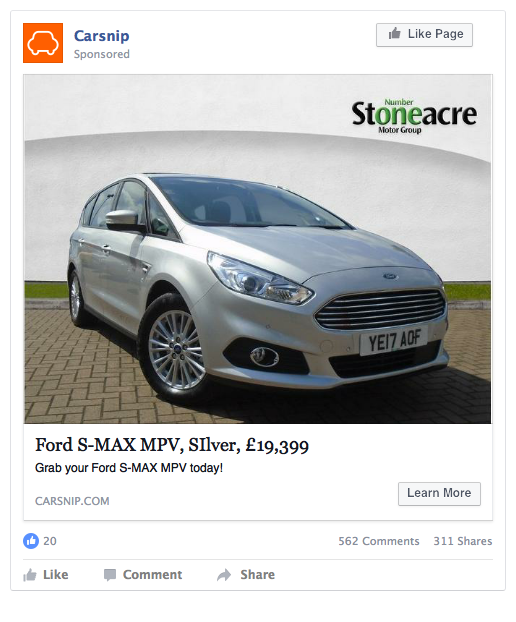 Carsnip
Sponsored
Like Page
Number
Stoneacre
Motor Group
YE17 AOF
Ford S-MAX MPV, SIlver, £19,399
Grab your Ford S-MAX MPV today!
CARSNIP.COM
Learn More
20
562 Comments 311 Shares
Like Comment Share